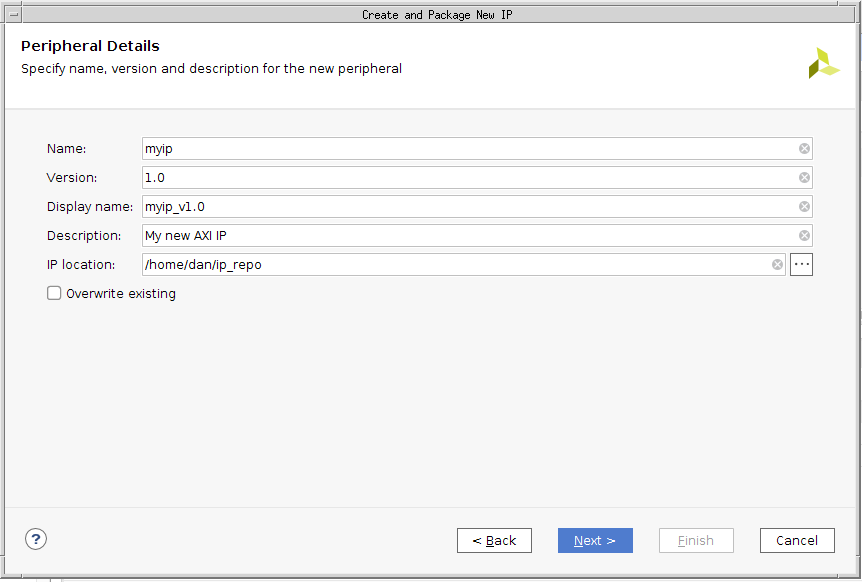 Create and Package New IP
Peripheral Details
Specify name, version and description for the new peripheral
Name: myip
Version: 1.0
Display name: myip_v1.0
Description: My new AXI IP
IP location: /home/dan/ip_repo ···
Overwrite existing
? < Back Next > Finish Cancel